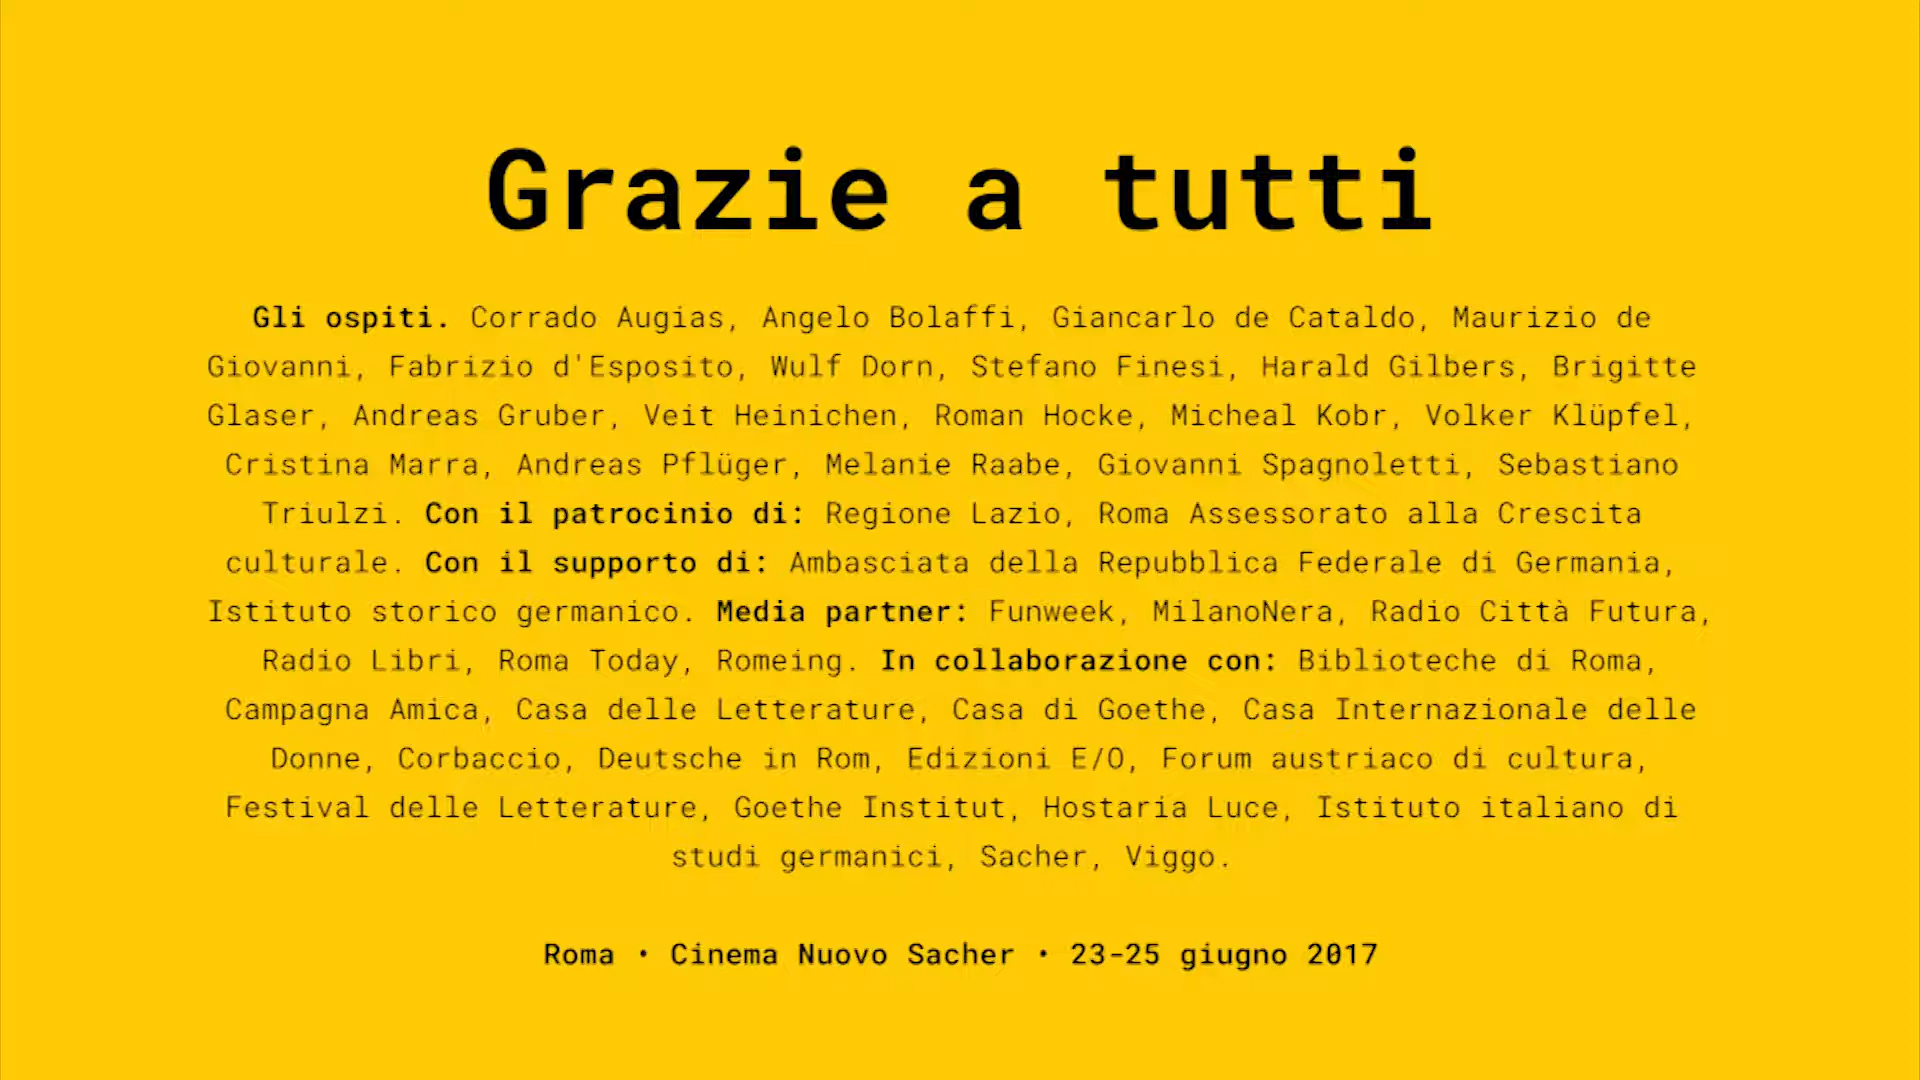 Grazie a tutti
Gli ospiti. Corrado Augias, Angelo Bolaffi, Giancarlo de Cataldo, Maurizio de
Giovanni, Fabrizio d'Esposito, Wulf Dorn, Stefano Finesi, Harald Gilbers, Brigitte
Glaser, Andreas Gruber, Veit Heinichen, Roman Hocke, Micheal Kobr, Volker Klüpfel,
Cristina Marra, Andreas Pflüger, Melanie Raabe, Giovanni Spagnoletti, Sebastiano
Triulzi. Con il patrocinio di: Regione Lazio, Roma Assessorato alla Crescita
culturale. Con il supporto di: Ambasciata della Repubblica Federale di Germania,
Istituto storico germanico. Media partner: Funweek, MilanoNera, Radio Città Futura,
Radio Libri, Roma Today, Romeing. In collaborazione con: Biblioteche di Roma,
Campagna Amica, Casa delle Letterature, Casa di Goethe, Casa Internazionale delle
Donne, Corbaccio, Deutsche in Rom, Edizioni E/O, Forum austriaco di cultura,
Festival delle Letterature, Goethe Institut, Hostaria Luce, Istituto italiano di
studi germanici, Sacher, Viggo.
Roma • Cinema Nuovo Sacher • 23-25 giugno 2017